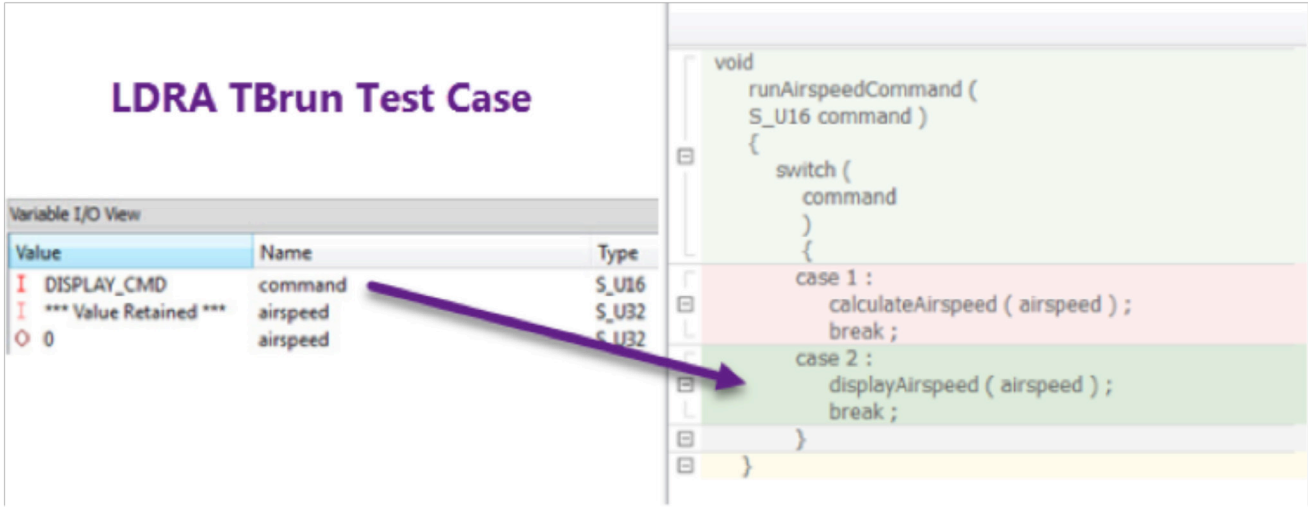 LDRA TBrun Test Case
Variable I/O View
Value Name Type
I DISPLAY_CMD command S_U16
I *** Value Retained *** airspeed S_U32
O 0 airspeed S_U32
void
runAirspeedCommand (
S_U16 command )
{
switch (
command
)
{
case 1 :
calculateAirspeed ( airspeed ) ;
break ;
case 2 :
displayAirspeed ( airspeed ) ;
break ;
}
}